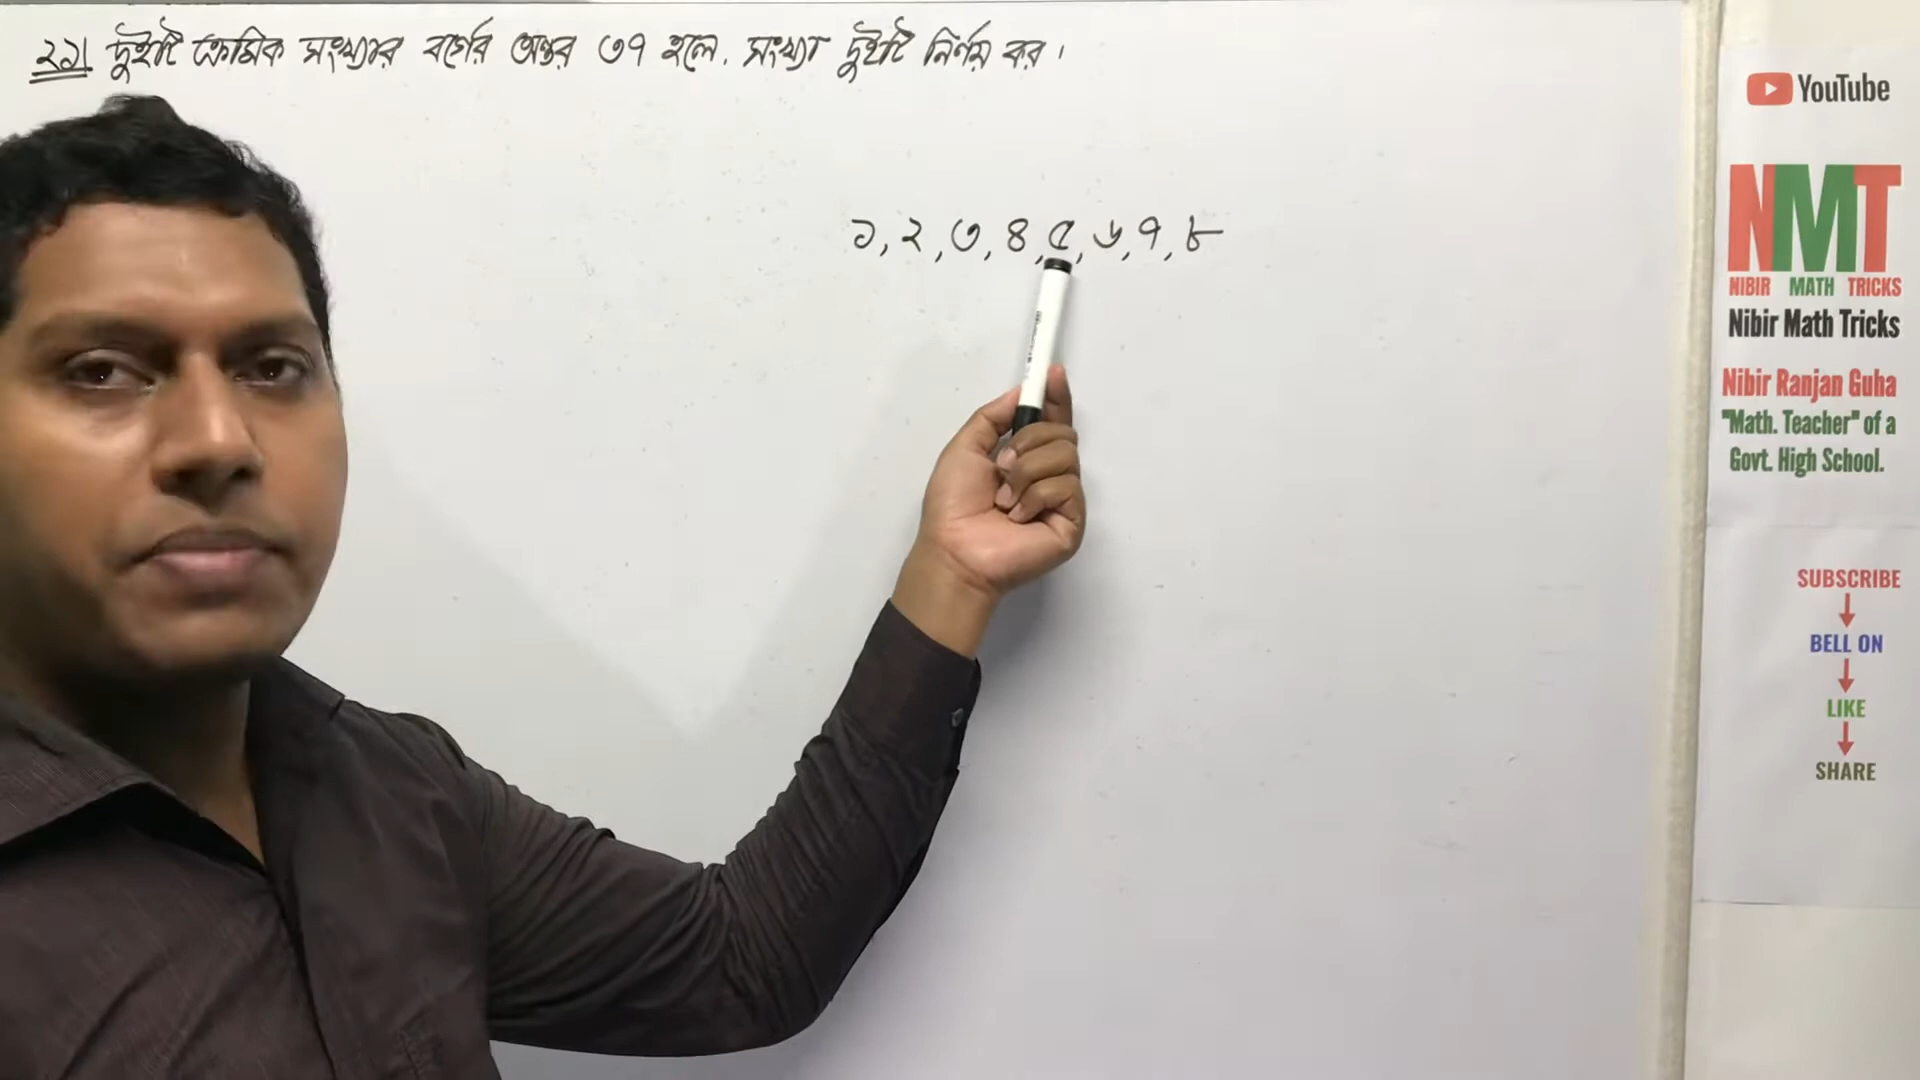 ২১। দুইটি ক্রমিক সংখ্যার বর্গের অন্তর ৩৭ হলে, সংখ্যা দুইটি নির্ণয় কর।
১, ২, ৩, ৪, ৫, ৬, ৭, ৮
YouTube
NMT
NIBIR MATH TRICKS
Nibir Math Tricks
Nibir Ranjan Guha
"Math. Teacher" of a
Govt. High School.
SUBSCRIBE
BELL ON
LIKE
SHARE